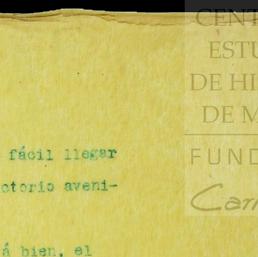 CENT
ESTU
DE HI
DE M
FUND
Car
fácil llegar
ctorio aveni-
á bien, el